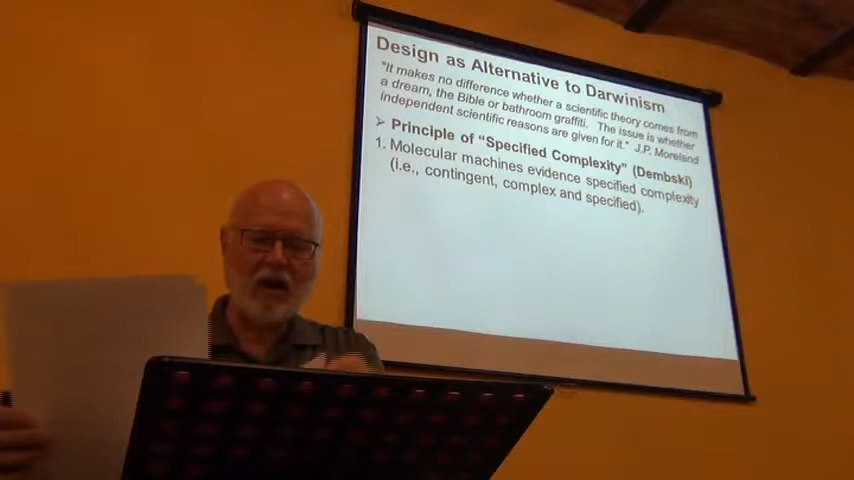 Design as Alternative to Darwinism
"It makes no difference whether a scientific theory comes from
a dream, the Bible or bathroom graffiti. The issue is whether
independent scientific reasons are given for it." J.P. Moreland
➢ Principle of "Specified Complexity" (Dembski)
1. Molecular machines evidence specified complexity
(i.e., contingent, complex and specified).